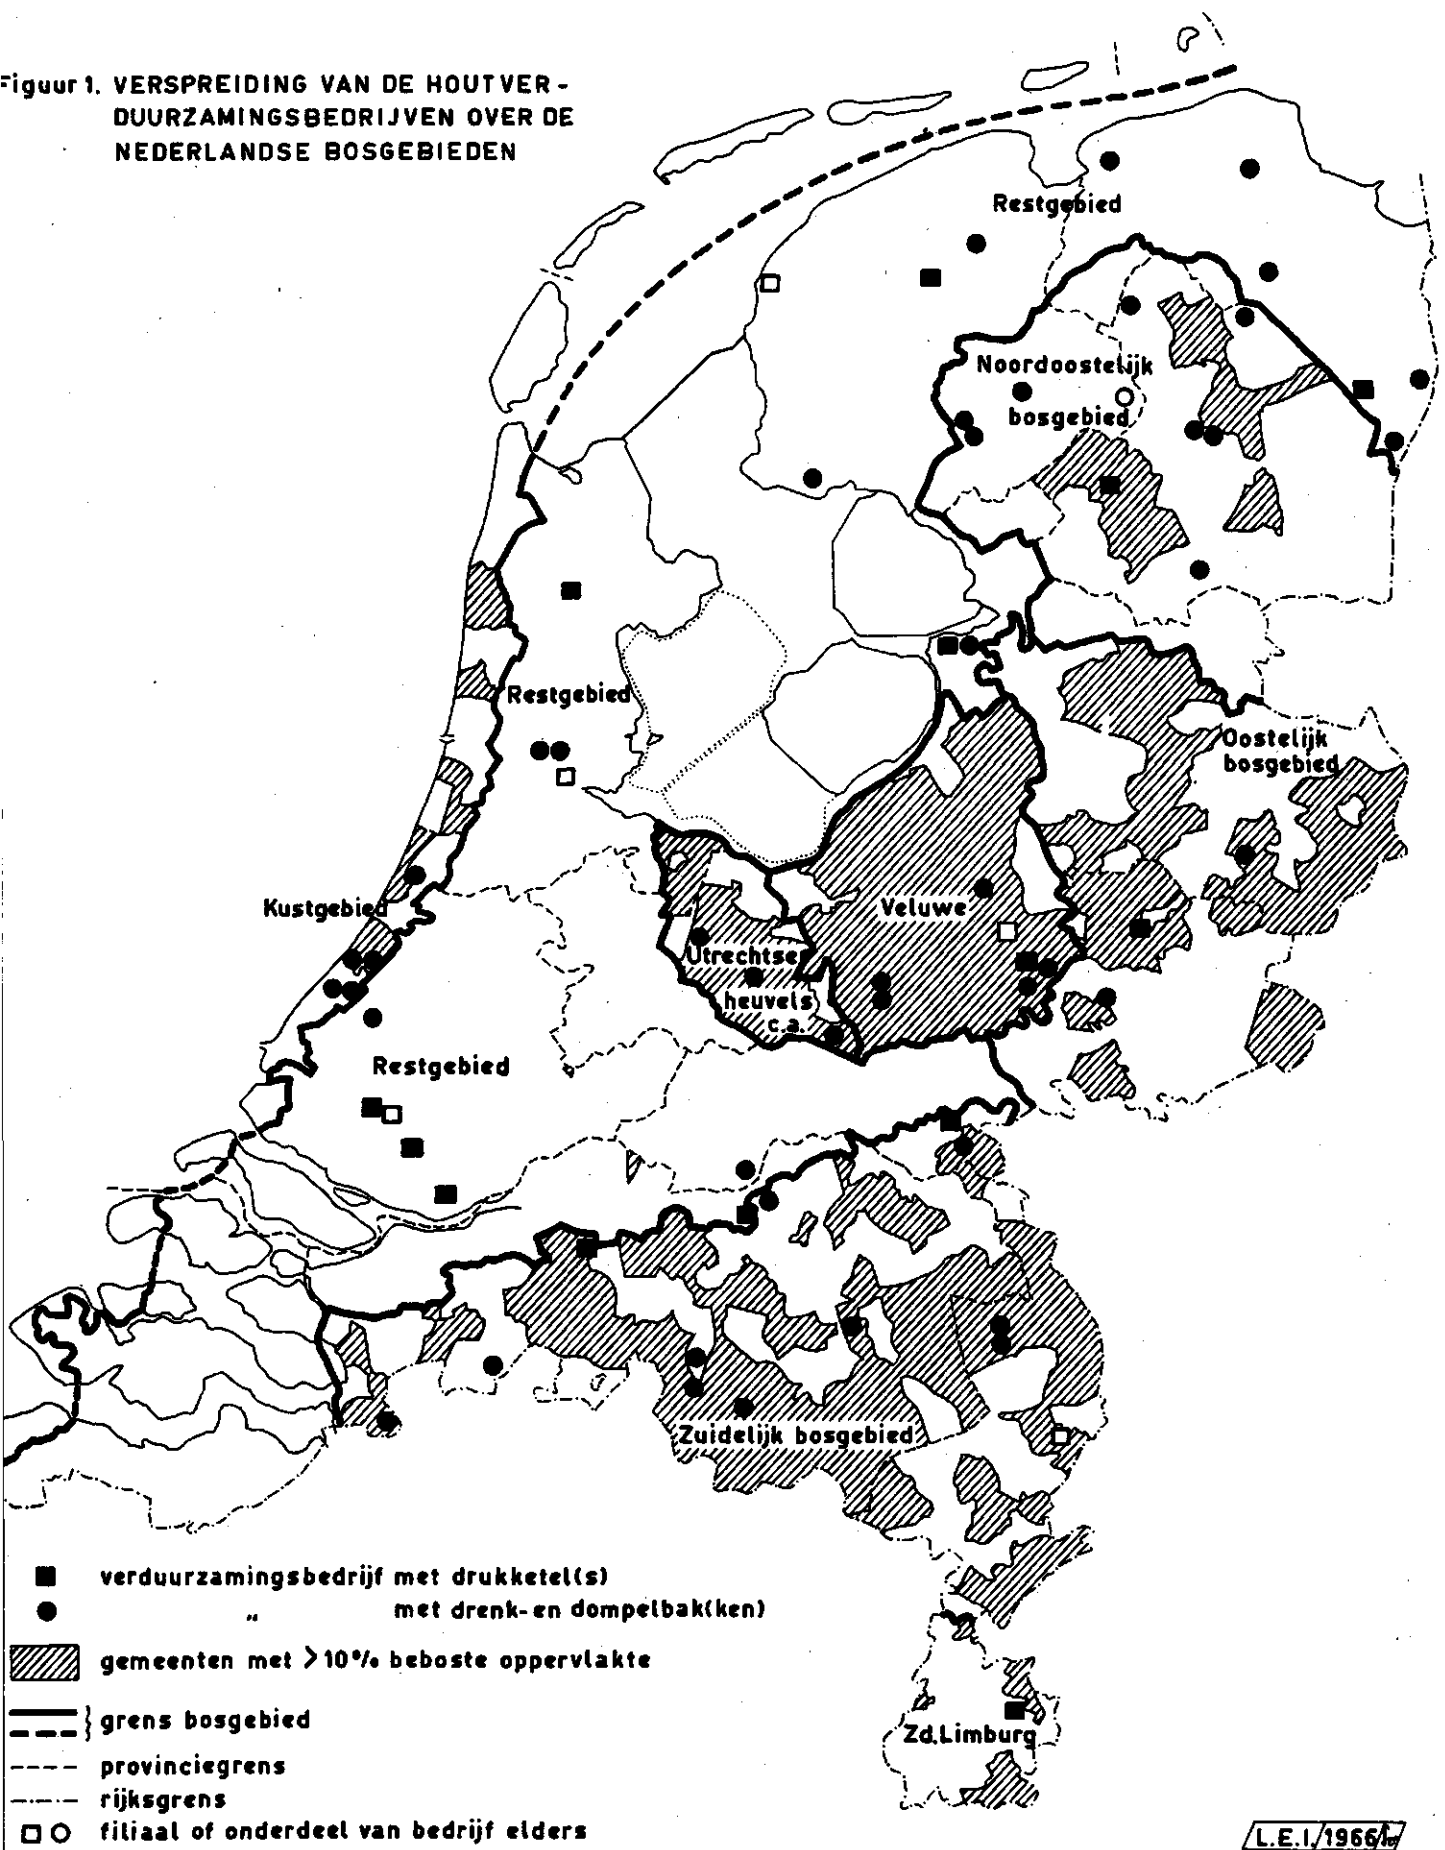 Figuur 1. VERSPREIDING VAN DE HOUTVER-
DUURZAMINGSBEDRIJVEN OVER DE
NEDERLANDSE BOSGEBIEDEN
Restgebied
Noordoostelijk
bosgebied
Restgebied
Oostelijk
bosgebied
Kustgebied
Veluwe
Utrechtse
heuvels
c.a.
Restgebied
Zuidelijk bosgebied
Zd. Limburg
verduurzamingsbedrijf met drukketel(s)
„ met drenk- en dompelbak(ken)
gemeenten met >10% beboste oppervlakte
grens bosgebied
provinciegrens
rijksgrens
filiaal of onderdeel van bedrijf elders
L.E.I./1966/